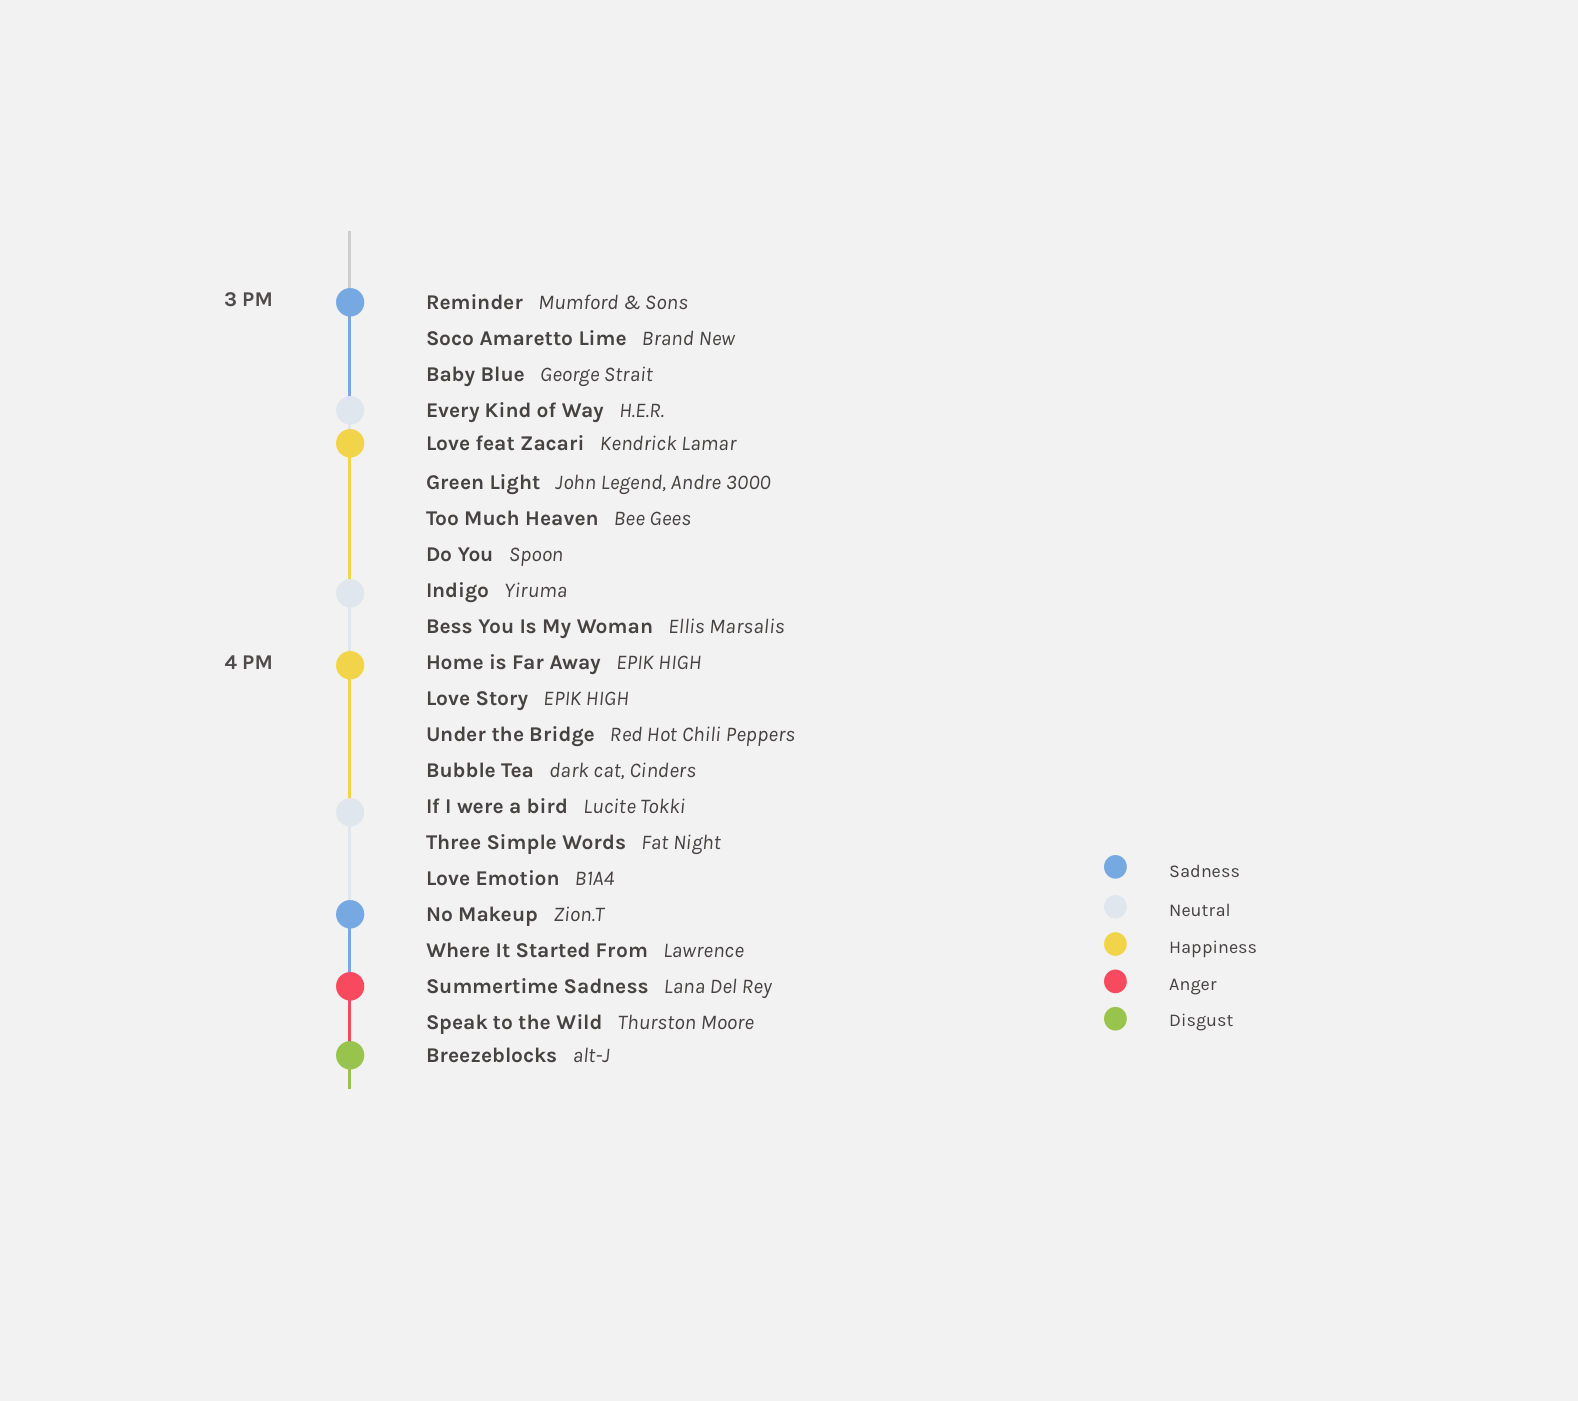 3 PM Reminder Mumford & Sons
Soco Amaretto Lime Brand New
Baby Blue George Strait
Every Kind of Way H.E.R.
Love feat Zacari Kendrick Lamar
Green Light John Legend, Andre 3000
Too Much Heaven Bee Gees
Do You Spoon
Indigo Yiruma
Bess You Is My Woman Ellis Marsalis
4 PM Home is Far Away EPIK HIGH
Love Story EPIK HIGH
Under the Bridge Red Hot Chili Peppers
Bubble Tea dark cat, Cinders
If I were a bird Lucite Tokki
Three Simple Words Fat Night
Love Emotion B1A4
No Makeup Zion.T
Where It Started From Lawrence
Summertime Sadness Lana Del Rey
Speak to the Wild Thurston Moore
Breezeblocks alt-J
Sadness
Neutral
Happiness
Anger
Disgust